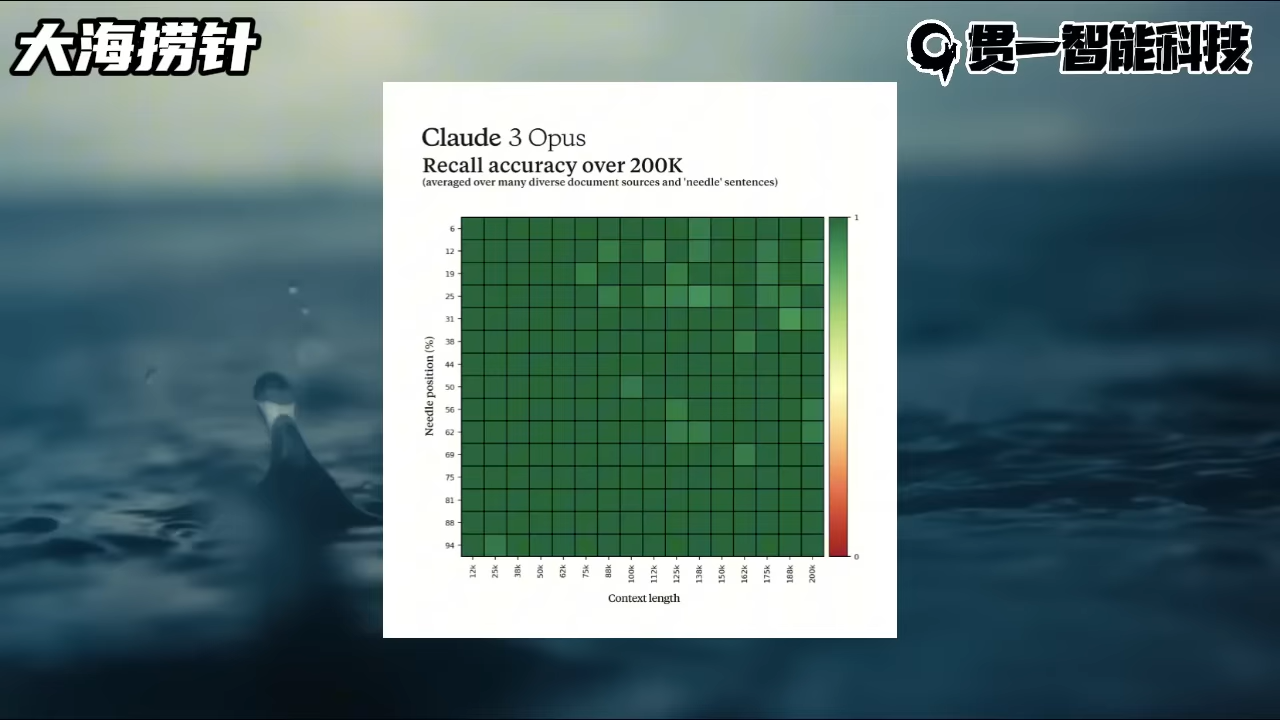 大海捞针
贯一智能科技
Claude 3 Opus
Recall accuracy over 200K
(averaged over many diverse document sources and 'needle' sentences)
Needle position (%)
6
12
19
25
31
38
44
50
56
62
69
75
81
88
94
12k
25k
38k
50k
62k
75k
88k
100k
112k
125k
138k
150k
162k
175k
188k
200k
Context length
1
0